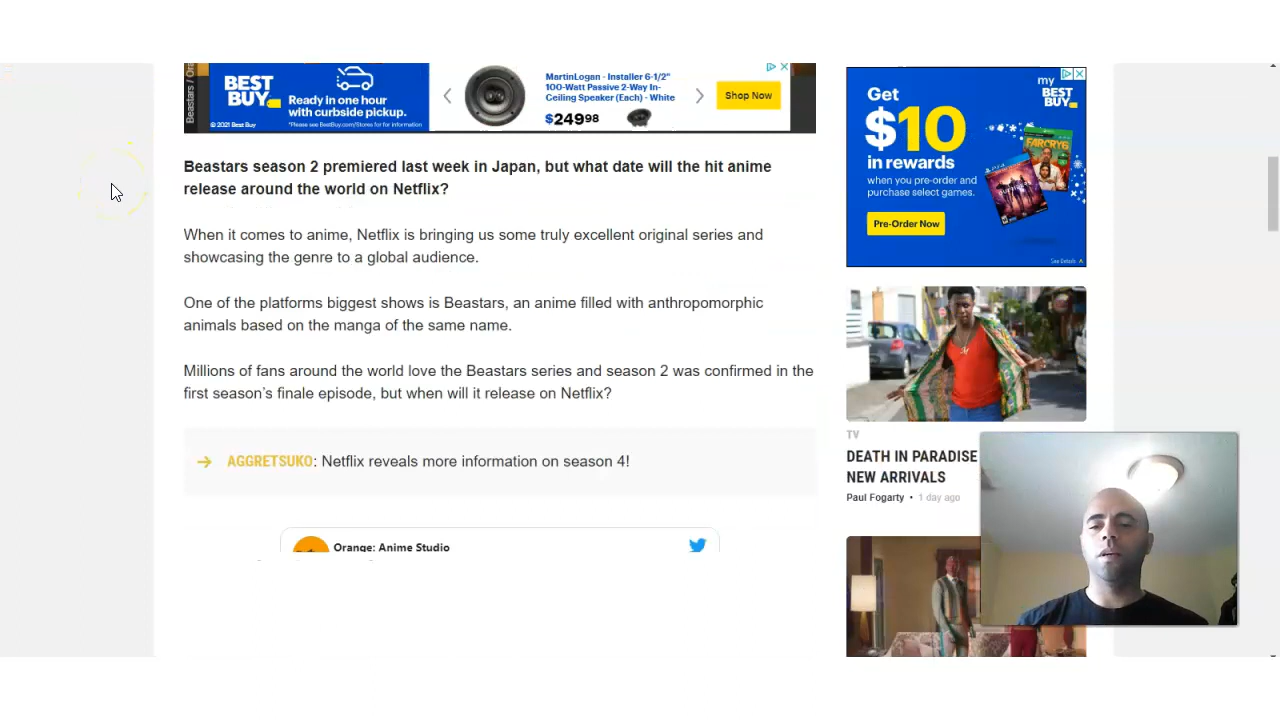 Beastars / Ora
BEST
BUY
Ready in one hour
with curbside pickup.
© 2021 Best Buy
*Please see BestBuy.com/Stores for for information
MartinLogan - Installer 6-1/2"
100-Watt Passive 2-Way In-
Ceiling Speaker (Each) - White
$249 98
Shop Now
Beastars season 2 premiered last week in Japan, but what date will the hit anime
release around the world on Netflix?
When it comes to anime, Netflix is bringing us some truly excellent original series and
showcasing the genre to a global audience.
One of the platforms biggest shows is Beastars, an anime filled with anthropomorphic
animals based on the manga of the same name.
Millions of fans around the world love the Beastars series and season 2 was confirmed in the
first season's finale episode, but when will it release on Netflix?
AGGRETSUKO: Netflix reveals more information on season 4!
Orange: Anime Studio
my
BEST
BUY
Get
$10
in rewards
when you pre-order and
purchase select games.
Pre-Order Now
FARCRY6
See Details
TV
DEATH IN PARADISE
NEW ARRIVALS
Paul Fogarty • 1 day ago